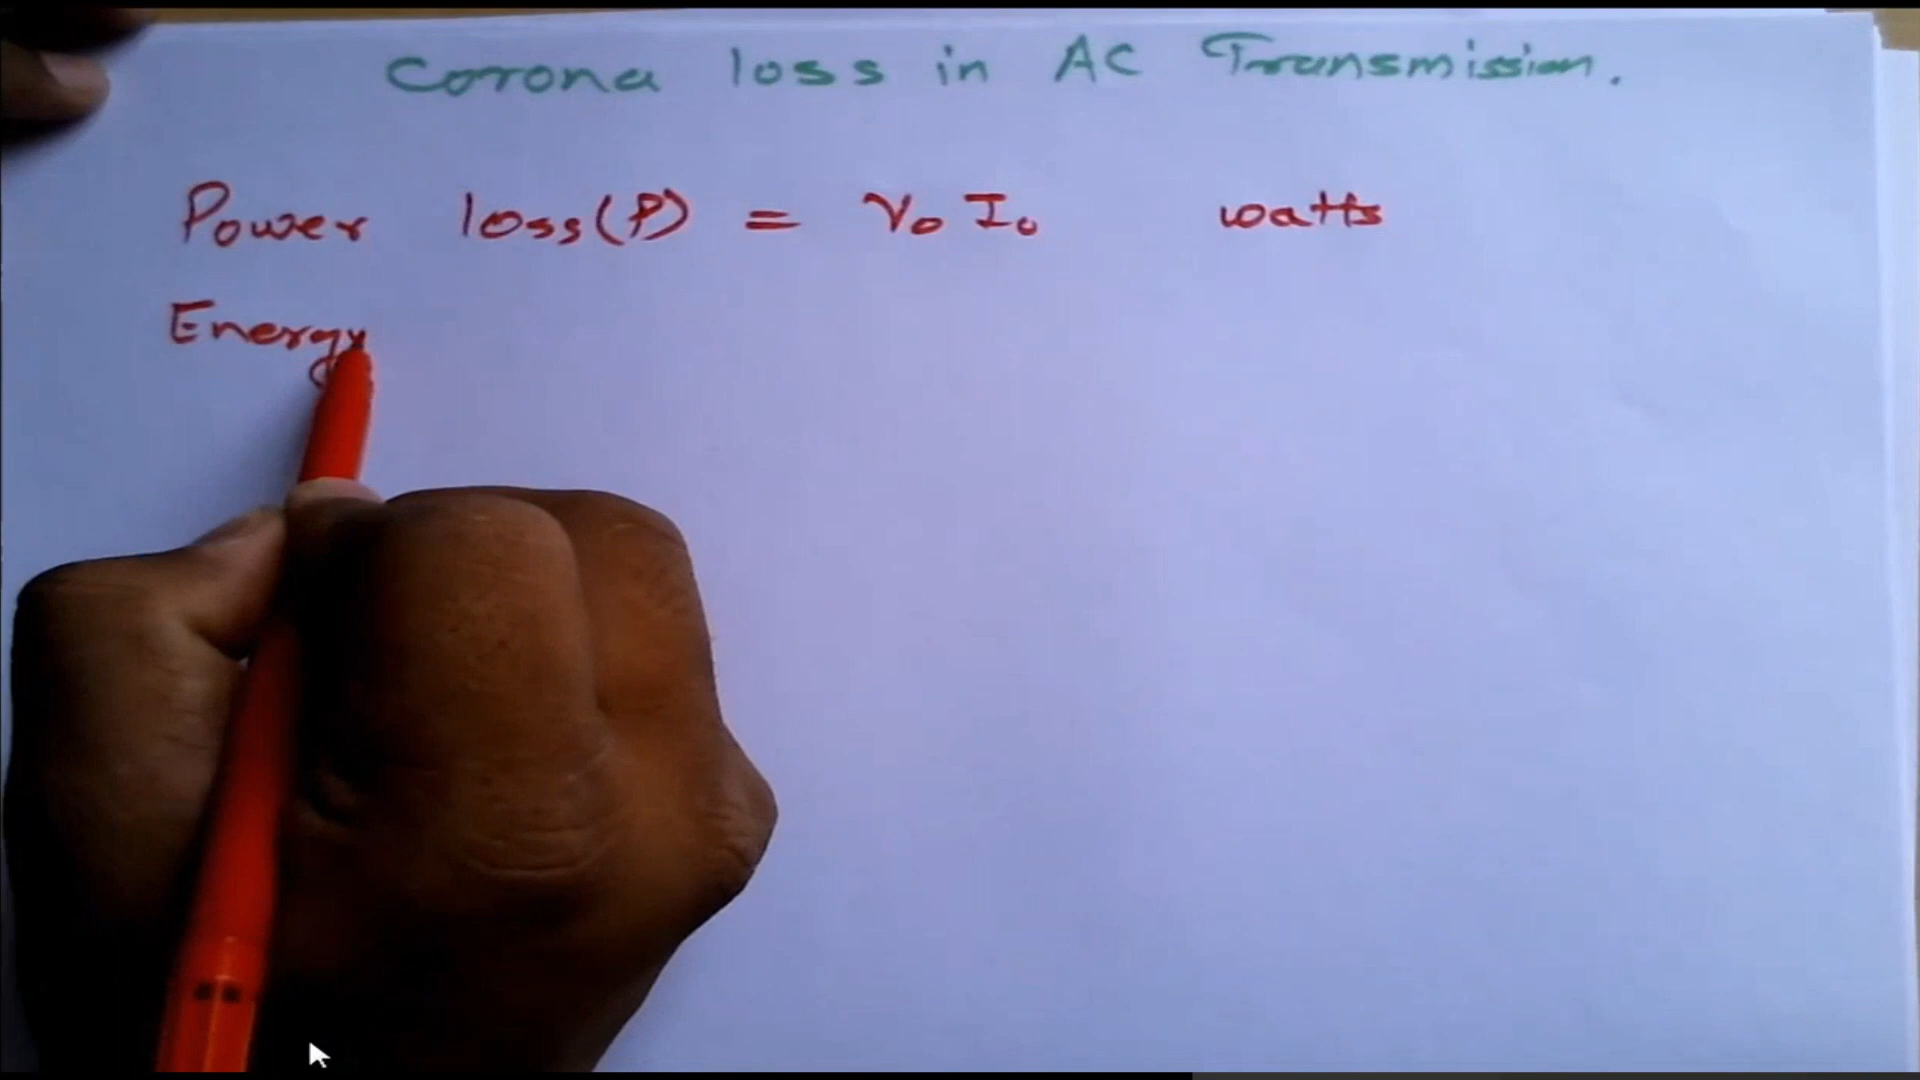 Corona loss in AC Transmission.
Power loss(P) = V₀ I₀ watts
Energy